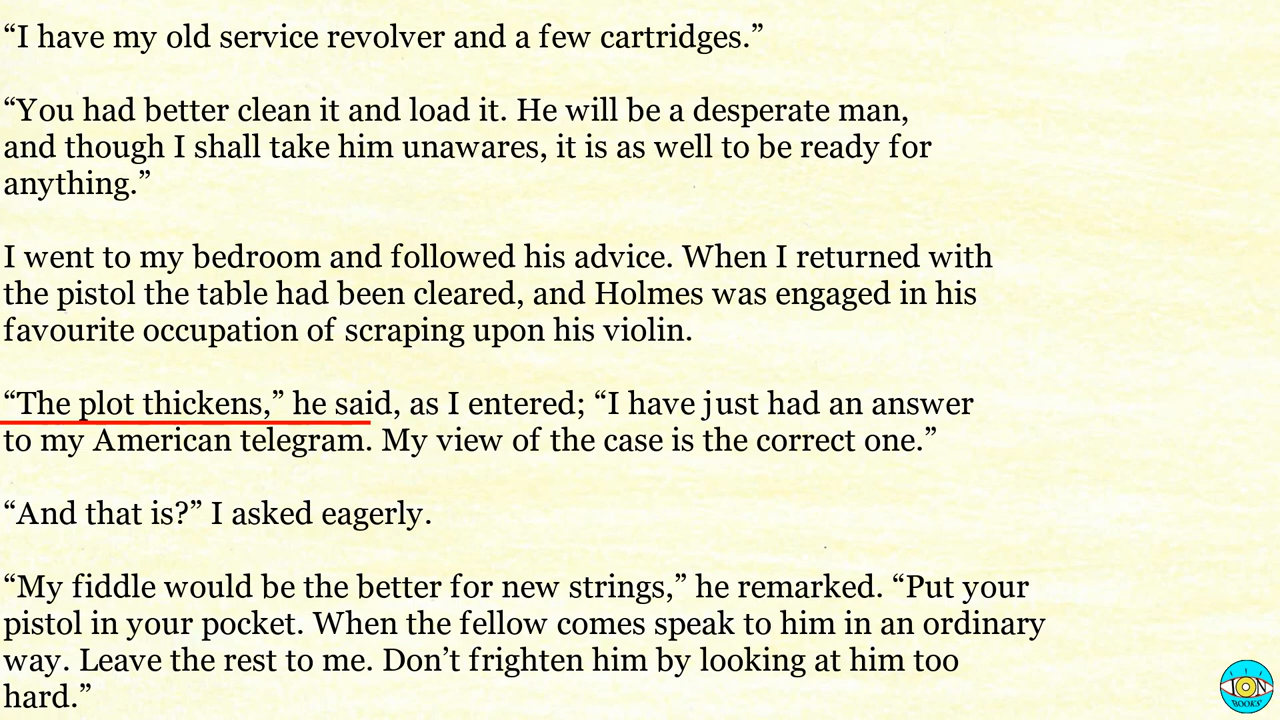 “I have my old service revolver and a few cartridges.”
“You had better clean it and load it. He will be a desperate man,
and though I shall take him unawares, it is as well to be ready for
anything.”
I went to my bedroom and followed his advice. When I returned with
the pistol the table had been cleared, and Holmes was engaged in his
favourite occupation of scraping upon his violin.
“The plot thickens,” he said, as I entered; “I have just had an answer
to my American telegram. My view of the case is the correct one.”
“And that is?” I asked eagerly.
“My fiddle would be the better for new strings,” he remarked. “Put your
pistol in your pocket. When the fellow comes speak to him in an ordinary
way. Leave the rest to me. Don’t frighten him by looking at him too
hard.”
ION
BOOKS